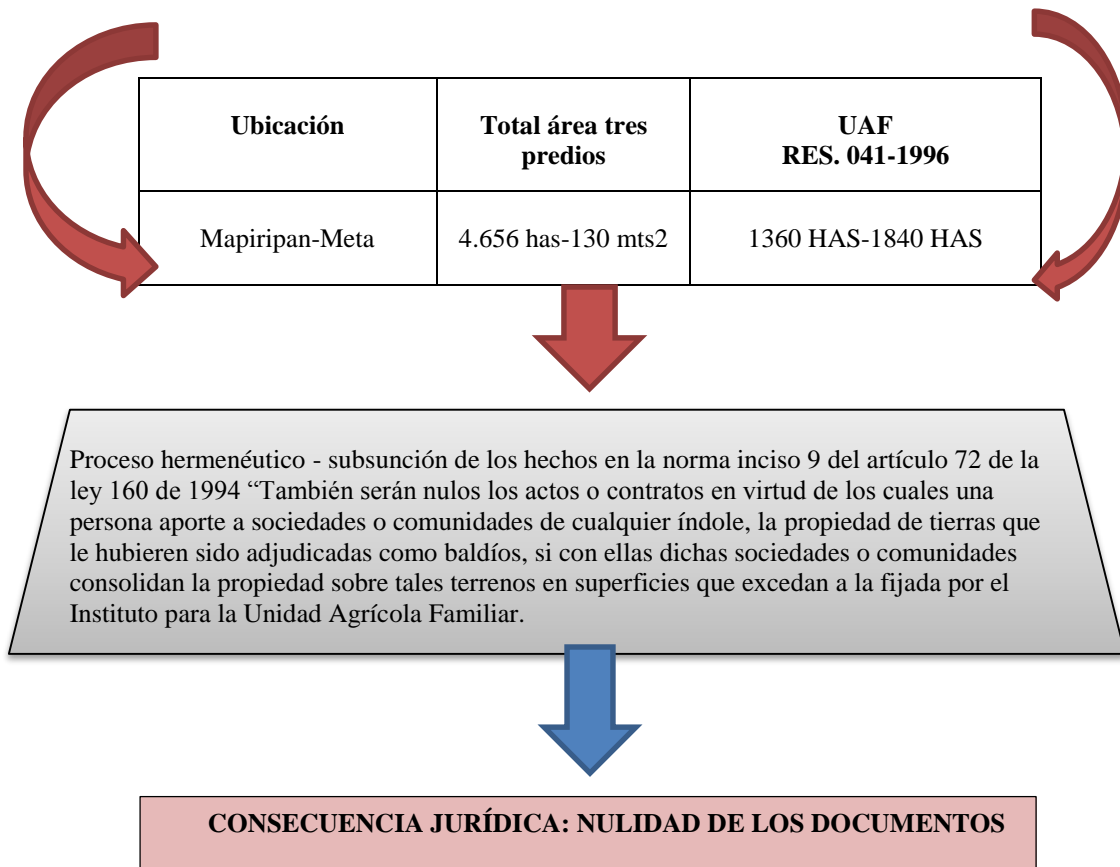 Ubicación
Total área tres
predios
UAF
RES. 041-1996
Mapiripan-Meta
4.656 has-130 mts2
1360 HAS-1840 HAS
Proceso hermenéutico - subsunción de los hechos en la norma inciso 9 del artículo 72 de la
ley 160 de 1994 “También serán nulos los actos o contratos en virtud de los cuales una
persona aporte a sociedades o comunidades de cualquier índole, la propiedad de tierras que
le hubieren sido adjudicadas como baldíos, si con ellas dichas sociedades o comunidades
consolidan la propiedad sobre tales terrenos en superficies que excedan a la fijada por el
Instituto para la Unidad Agrícola Familiar.
CONSECUENCIA JURÍDICA: NULIDAD DE LOS DOCUMENTOS